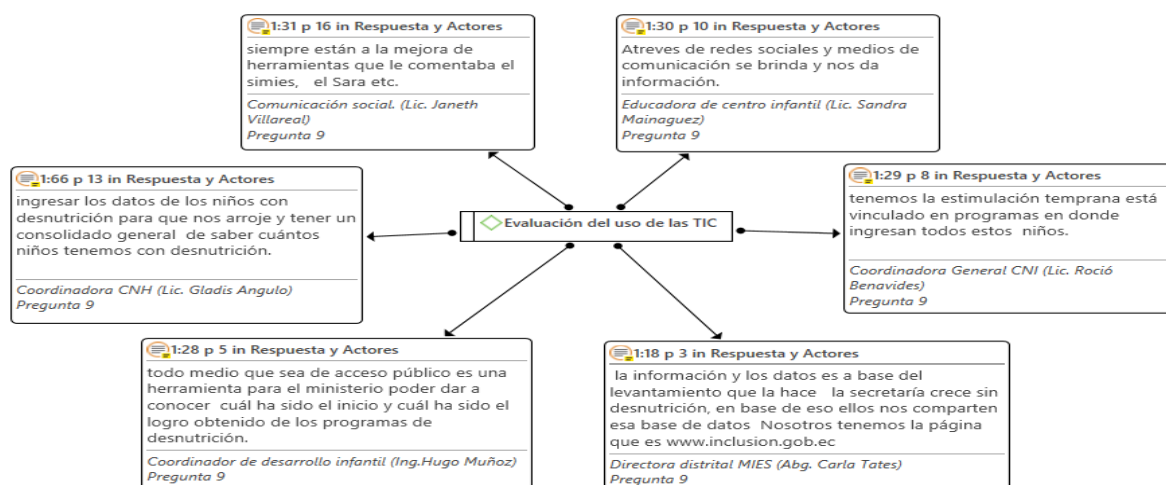 1:31 p 16 in Respuesta y Actores
siempre están a la mejora de
herramientas que le comentaba el
simies, el Sara etc.
Comunicación social. (Lic. Janeth
Villareal)
Pregunta 9
1:30 p 10 in Respuesta y Actores
Atreves de redes sociales y medios de
comunicación se brinda y nos da
información.
Educadora de centro infantil (Lic. Sandra
Mainaguez)
Pregunta 9
1:66 p 13 in Respuesta y Actores
ingresar los datos de los niños con
desnutrición para que nos arroje y tener un
consolidado general de saber cuántos
niños tenemos con desnutrición.
Coordinadora CNH (Lic. Gladis Angulo)
Pregunta 9
Evaluación del uso de las TIC
1:29 p 8 in Respuesta y Actores
tenemos la estimulación temprana está
vinculado en programas en donde
ingresan todos estos niños.
Coordinadora General CNI (Lic. Roció
Benavides)
Pregunta 9
1:28 p 5 in Respuesta y Actores
todo medio que sea de acceso público es una
herramienta para el ministerio poder dar a
conocer cuál ha sido el inicio y cuál ha sido el
logro obtenido de los programas de
desnutrición.
Coordinador de desarrollo infantil (Ing.Hugo Muñoz)
Pregunta 9
1:18 p 3 in Respuesta y Actores
la información y los datos es a base del
levantamiento que la hace la secretaría crece sin
desnutrición, en base de eso ellos nos comparten
esa base de datos Nosotros tenemos la página
que es www.inclusion.gob.ec
Directora distrital MIES (Abg. Carla Tates)
Pregunta 9